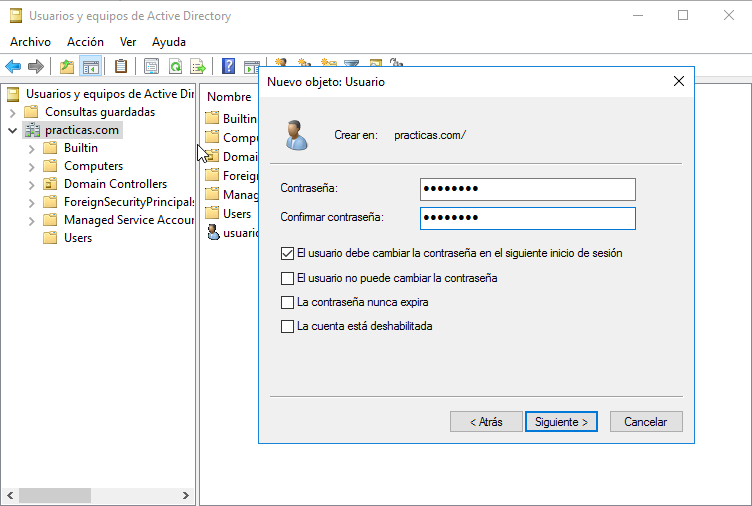 Usuarios y equipos de Active Directory
Archivo Acción Ver Ayuda
Usuarios y equipos de Active Direc
Consultas guardadas
practicas.com
Builtin
Computers
Domain Controllers
ForeignSecurityPrincipals
Managed Service Accour
Users
Nombre
Builtin
Compu
Domai
Foreign
Manag
Users
usuario
Nuevo objeto: Usuario
Crear en: practicas.com/
Contraseña: ●●●●●●●●
Confirmar contraseña: ●●●●●●●●
El usuario debe cambiar la contraseña en el siguiente inicio de sesión
El usuario no puede cambiar la contraseña
La contraseña nunca expira
La cuenta está deshabilitada
< Atrás Siguiente > Cancelar